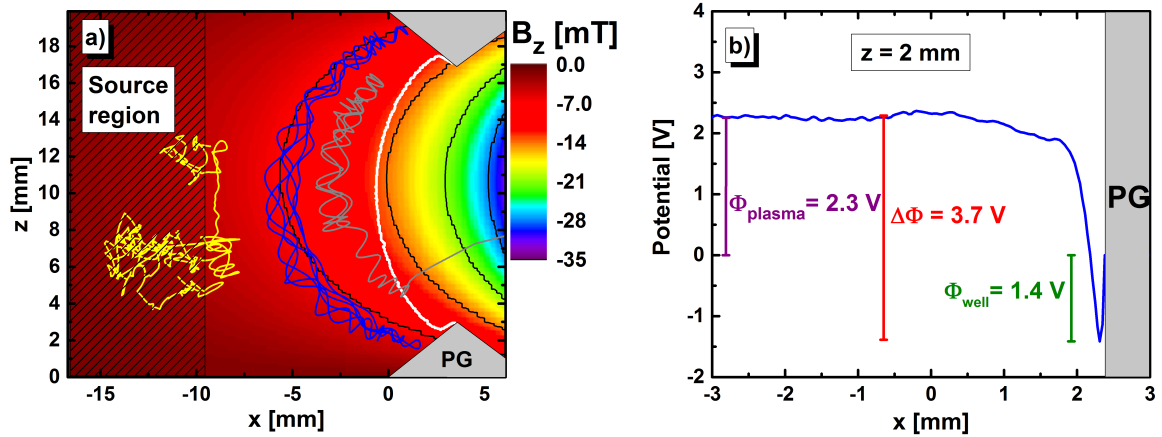 a)
Source
region
PG
z [mm]
0
2
4
6
8
10
12
14
16
18
-15
-10
-5
0
5
x [mm]
B_z [mT]
0.0
-7.0
-14
-21
-28
-35
b)
z = 2 mm
Φ_plasma = 2.3 V
ΔΦ = 3.7 V
Φ_well = 1.4 V
PG
Potential [V]
4
3
2
1
0
-1
-2
-3
-2
-1
0
1
2
3
x [mm]